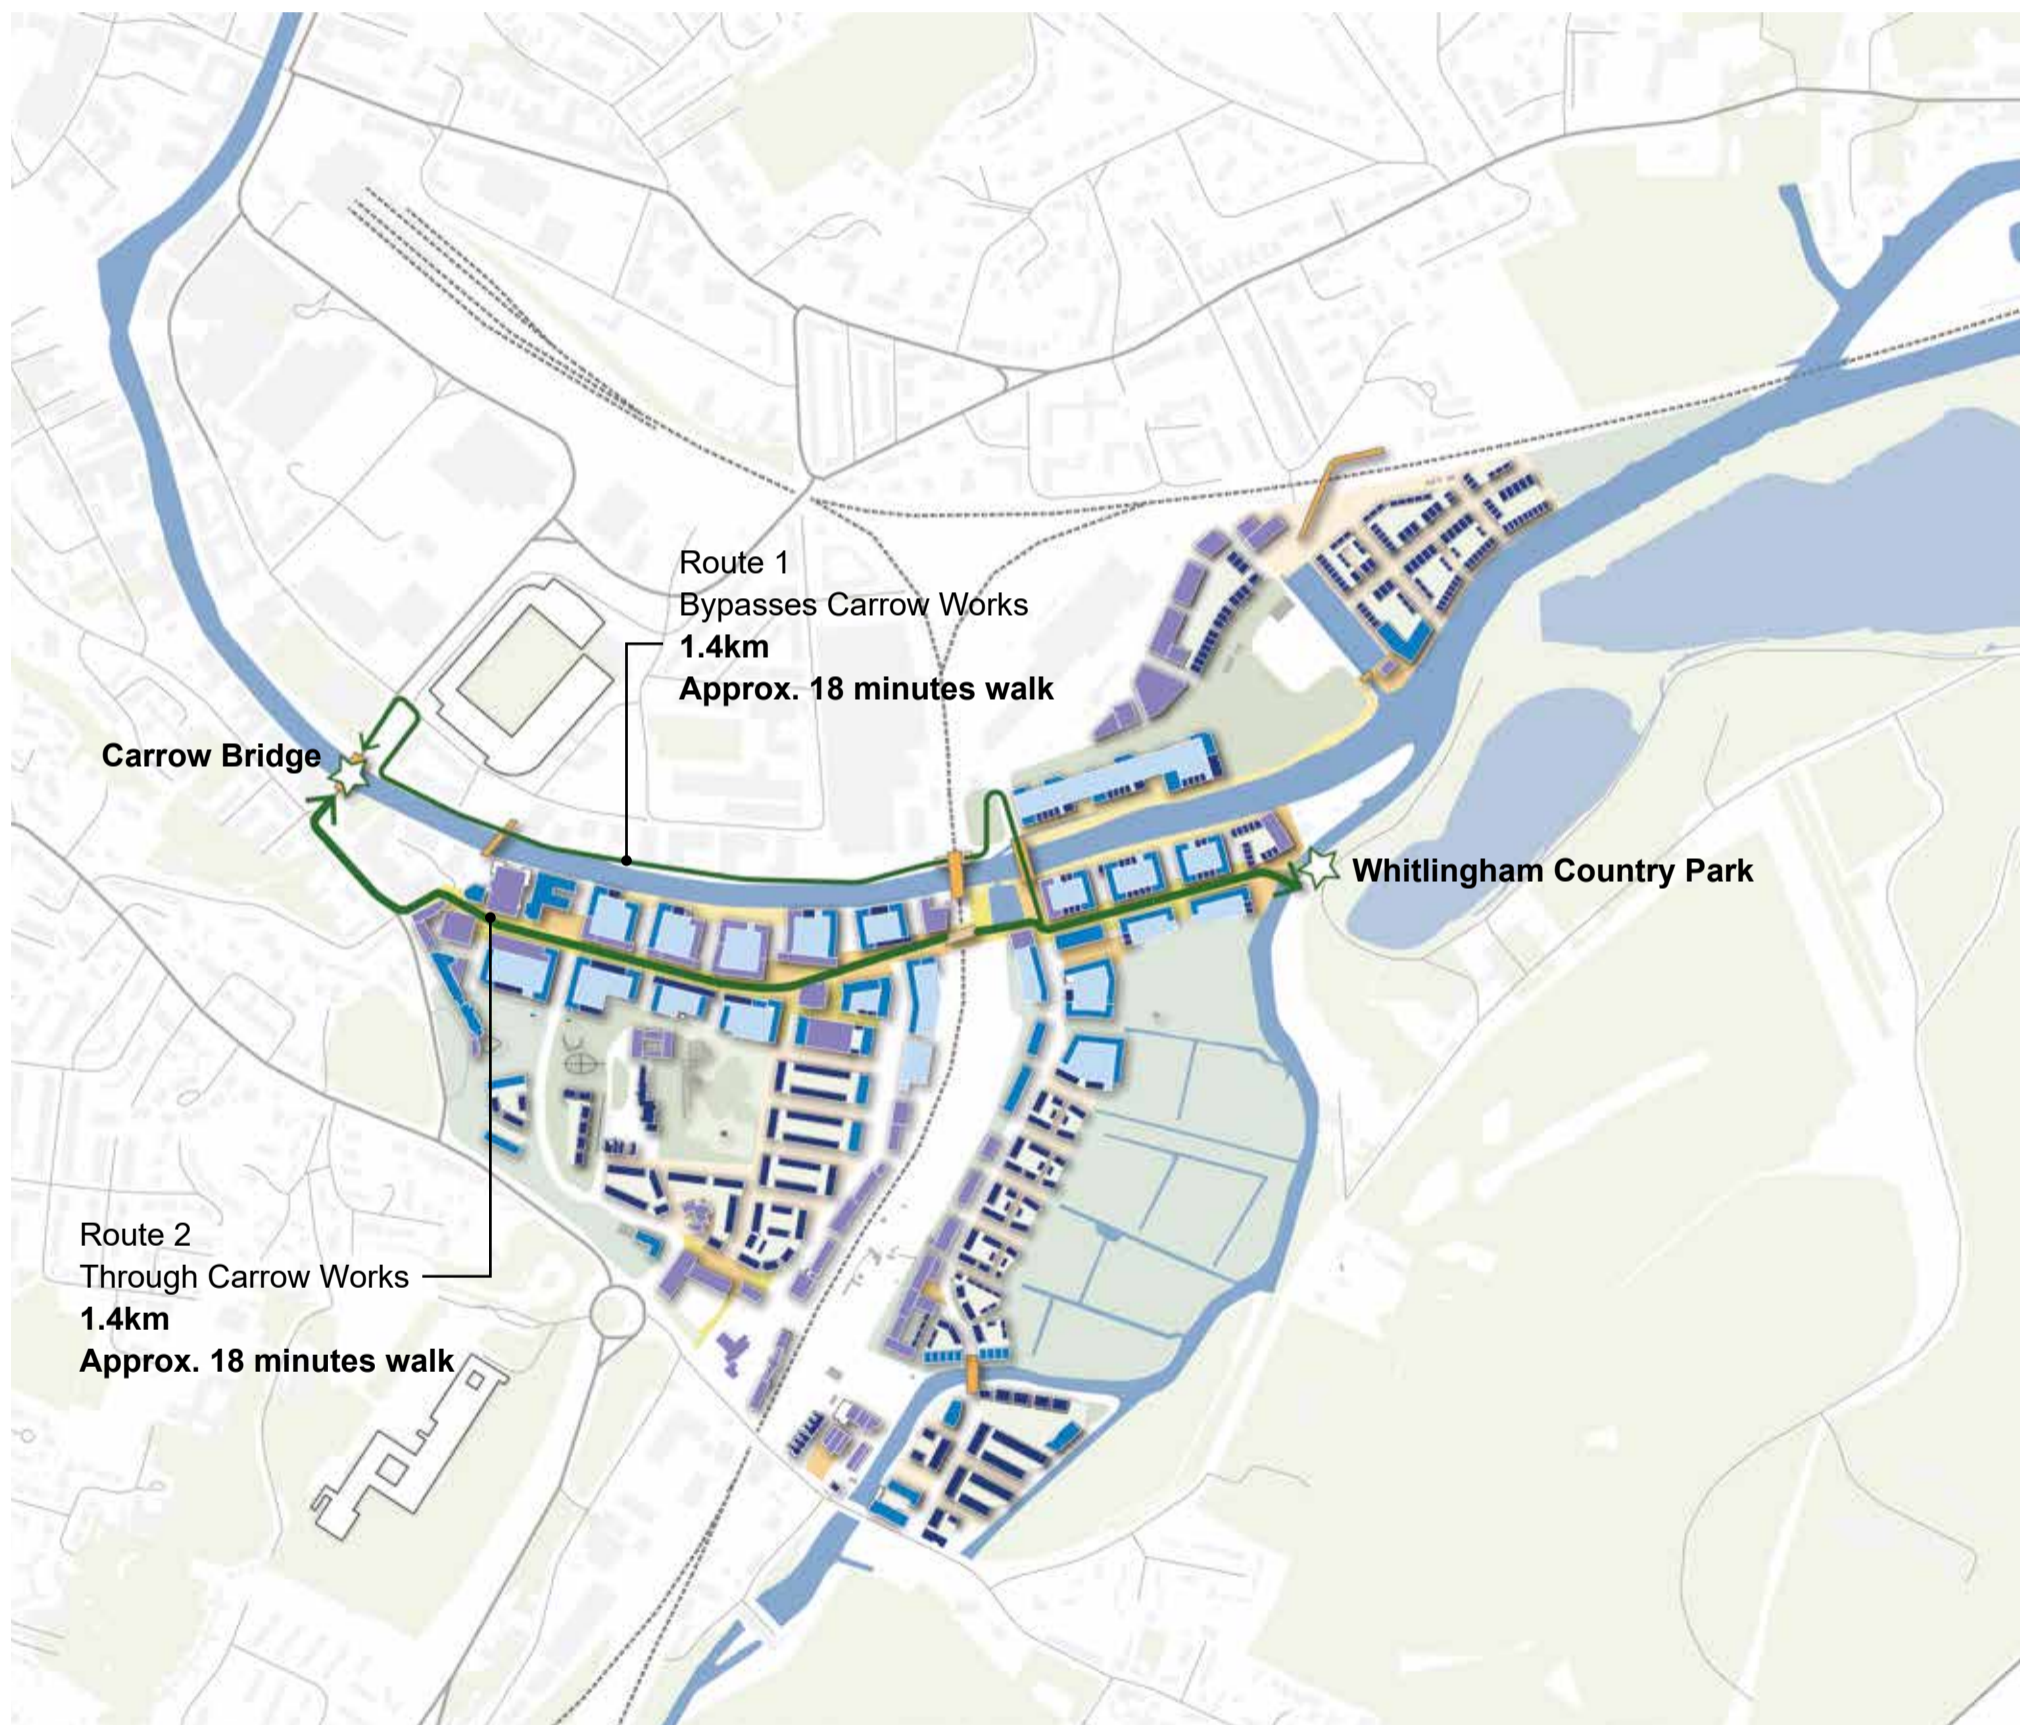 Route 1
Bypasses Carrow Works
1.4km
Approx. 18 minutes walk
Carrow Bridge
Whitlingham Country Park
Route 2
Through Carrow Works
1.4km
Approx. 18 minutes walk